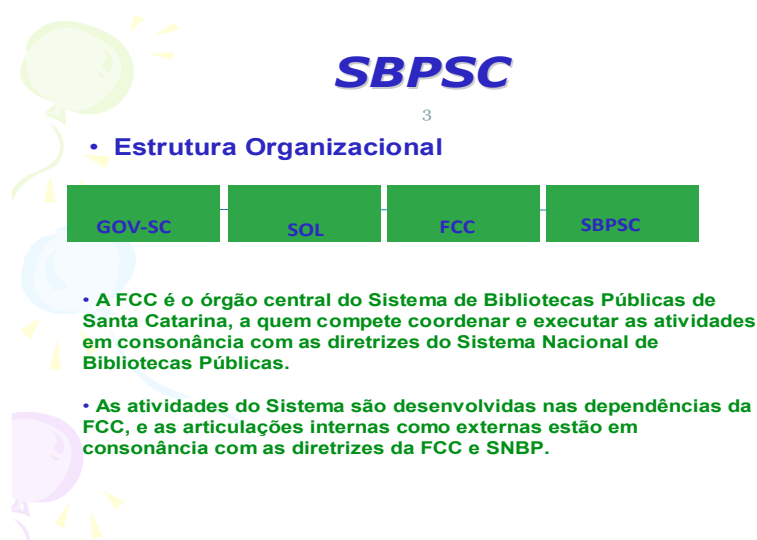 SBPSC
3
• Estrutura Organizacional
GOV-SC SOL FCC SBPSC
• A FCC é o órgão central do Sistema de Bibliotecas Públicas de
Santa Catarina, a quem compete coordenar e executar as atividades
em consonância com as diretrizes do Sistema Nacional de
Bibliotecas Públicas.
• As atividades do Sistema são desenvolvidas nas dependências da
FCC, e as articulações internas como externas estão em
consonância com as diretrizes da FCC e SNBP.